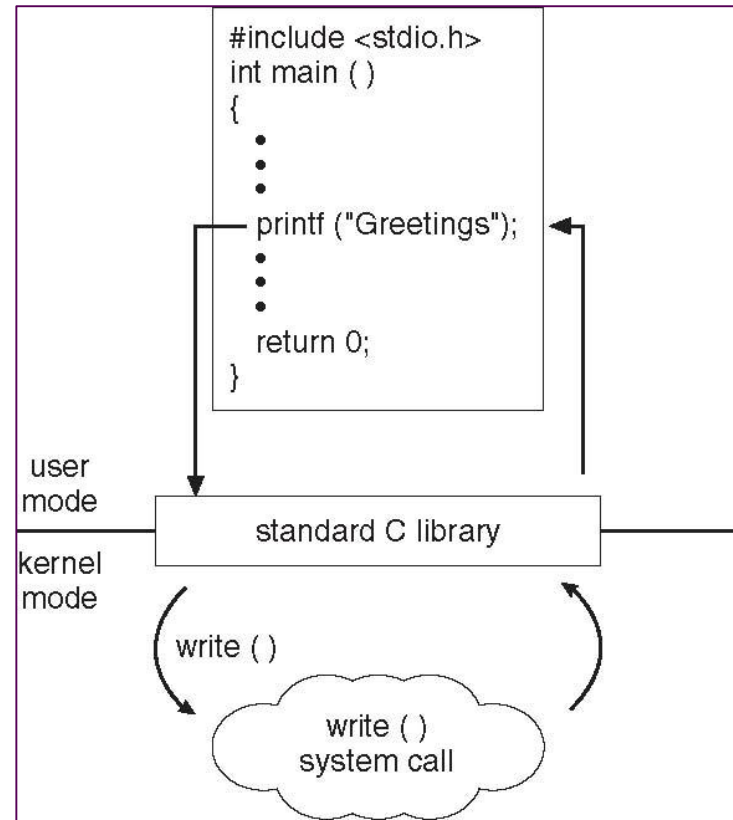 #include <stdio.h>
int main ( )
{
•
•
•
printf ("Greetings");
•
•
•
return 0;
}
user
mode
standard C library
kernel
mode
write ( )
write ( )
system call